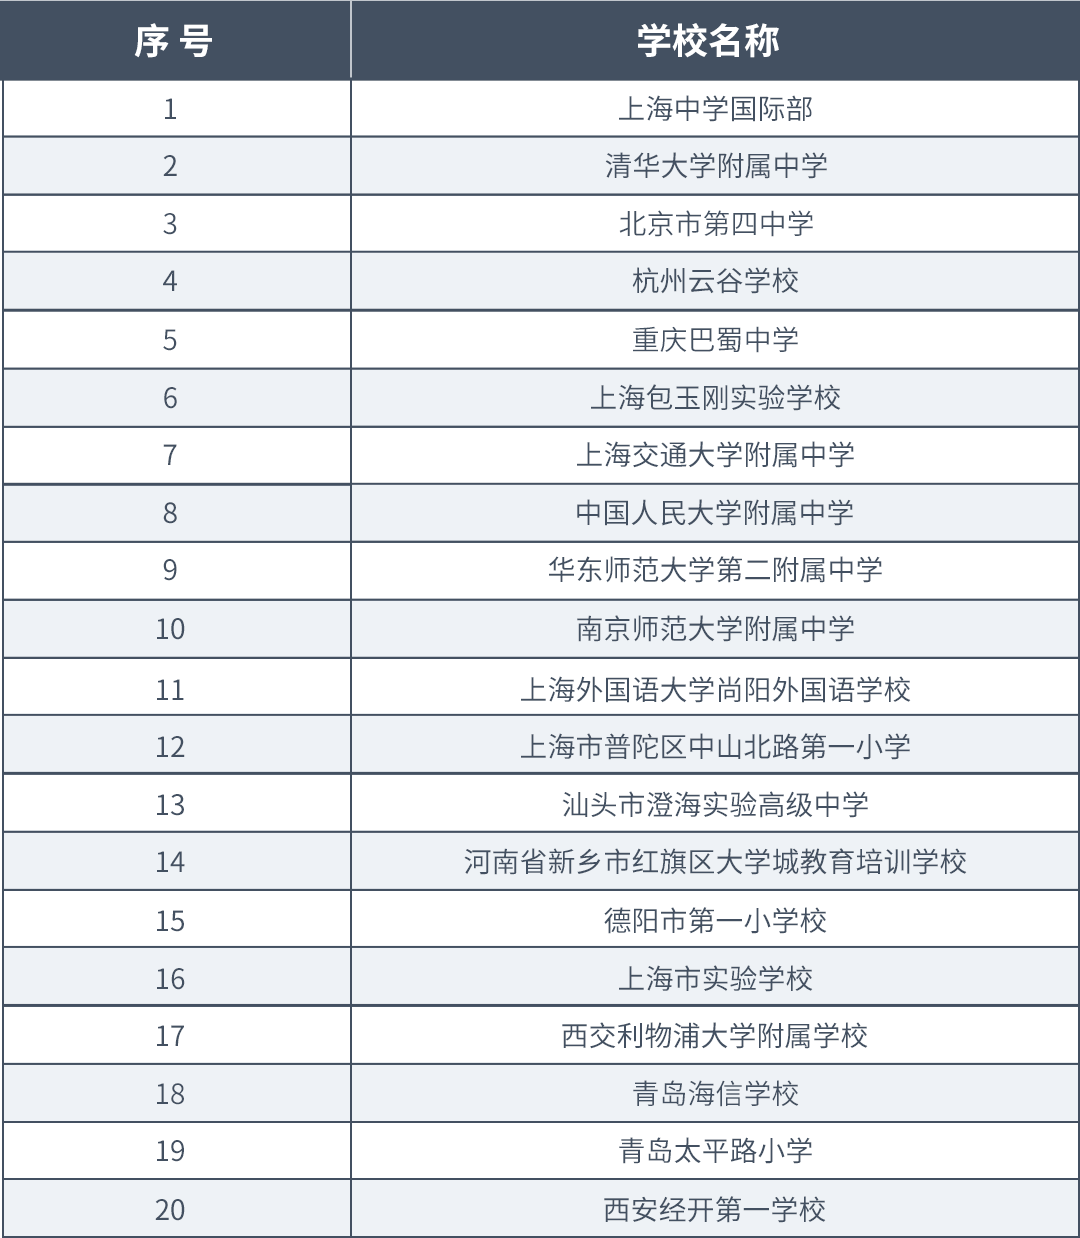 序 号 学校名称
1 上海中学国际部
2 清华大学附属中学
3 北京市第四中学
4 杭州云谷学校
5 重庆巴蜀中学
6 上海包玉刚实验学校
7 上海交通大学附属中学
8 中国人民大学附属中学
9 华东师范大学第二附属中学
10 南京师范大学附属中学
11 上海外国语大学尚阳外国语学校
12 上海市普陀区中山北路第一小学
13 汕头市澄海实验高级中学
14 河南省新乡市红旗区大学城教育培训学校
15 德阳市第一小学校
16 上海市实验学校
17 西交利物浦大学附属学校
18 青岛海信学校
19 青岛太平路小学
20 西安经开第一学校